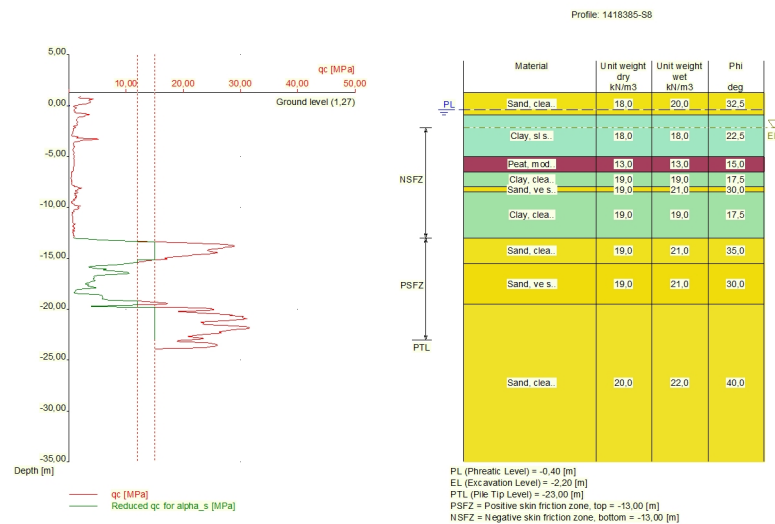 Profile: 1418385-S8
5,00
qc [MPa]
10,00 20,00 30,00 40,00 50,00
0,00
Ground level (1,27)
-5,00
-10,00
-15,00
-20,00
-25,00
-30,00
-35,00
Depth [m]
qc [MPa]
Reduced qc for alpha_s [MPa]
Material Unit weight Unit weight Phi
dry wet
kN/m3 kN/m3 deg
PL Sand, clea.. 18,0 20,0 32,5
Clay, sl s.. 18,0 18,0 22,5
Peat, mod.. 13,0 13,0 15,0
NSFZ Clay, clea.. 19,0 19,0 17,5
Sand, ve s.. 19,0 21,0 30,0
Clay, clea.. 19,0 19,0 17,5
Sand, clea.. 19,0 21,0 35,0
PSFZ Sand, ve s.. 19,0 21,0 30,0
PTL
Sand, clea.. 20,0 22,0 40,0
PL (Phreatic Level) = -0,40 [m]
EL (Excavation Level) = -2,20 [m]
PTL (Pile Tip Level) = -23,00 [m]
PSFZ = Positive skin friction zone, top = -13,00 [m]
NSFZ = Negative skin friction zone, bottom = -13,00 [m]